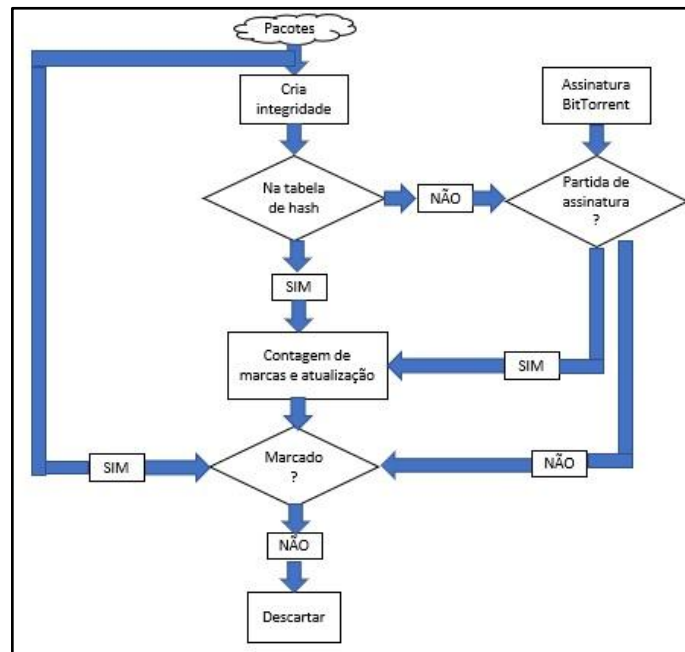 Pacotes
Cria
integridade
Assinatura
BitTorrent
Na tabela
de hash
NÃO
Partida de
assinatura
?
SIM
Contagem de
marcas e atualização
SIM
SIM
Marcado
?
NÃO
NÃO
Descartar